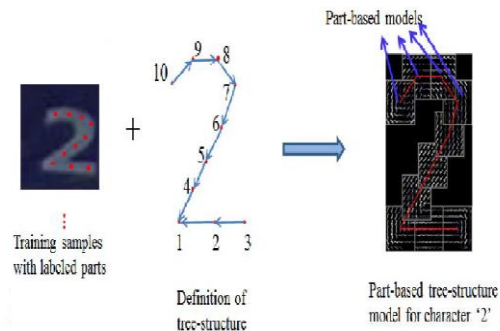 Part-based models
9
8
10
7
2
+
6
5
4
1
2
3
Training samples
with labeled parts
Definition of
tree-structure
Part-based tree-structure
model for character ‘2’